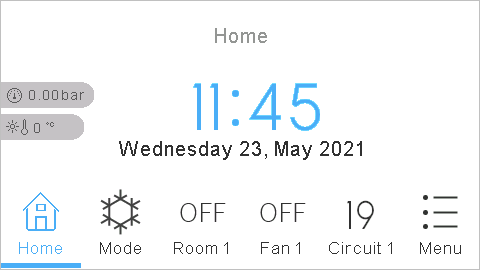 Home
11:45
0.00bar
0 °C
Wednesday 23, May 2021
OFF OFF 19
Home Mode Room 1 Fan 1 Circuit 1 Menu